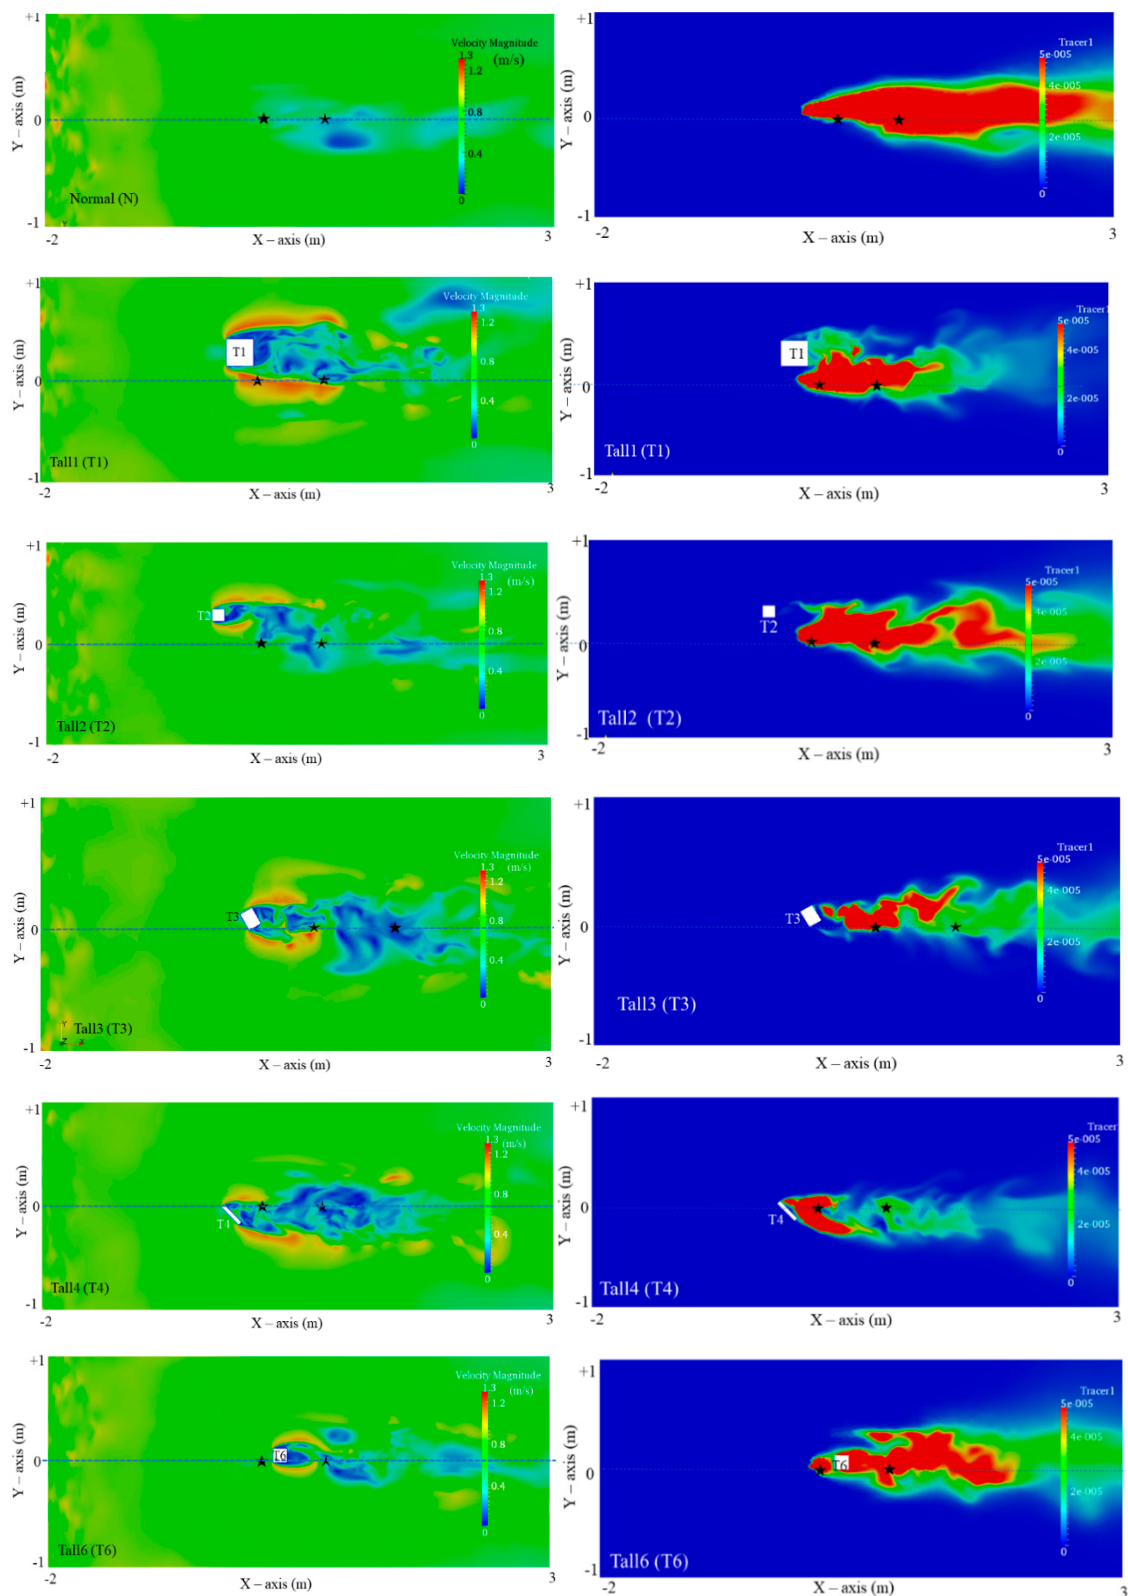 +1
Y – axis (m)
0
-1
-2
X – axis (m)
3
Velocity Magnitude
1.3
(m/s)
1.2
0.8
0.4
0
Normal (N)
+1
Y – axis (m)
0
-1
-2
X – axis (m)
3
Tracer1
5e-005
4e-005
2e-005
0
+1
Y – axis (m)
0
-1
-2
X – axis (m)
3
Velocity Magnitude
1.3
1.2
0.8
0.4
0
T1
Tall1 (T1)
+1
Y – axis (m)
0
-1
-2
X – axis (m)
3
Tracer1
5e-005
4e-005
2e-005
0
T1
Tall1 (T1)
+1
Y – axis (m)
0
-1
-2
X – axis (m)
3
Velocity Magnitude
1.3
(m/s)
1.2
0.8
0.4
0
T2
Tall2 (T2)
+1
Y – axis (m)
0
-1
-2
X – axis (m)
3
Tracer1
5e-005
4e-005
2e-005
0
T2
Tall2 (T2)
+1
Y – axis (m)
0
-1
-2
X – axis (m)
3
Velocity Magnitude
1.3
(m/s)
1.2
0.8
0.4
0
T3
Y
Z
X
Tall3 (T3)
+1
Y – axis (m)
0
-1
-2
X – axis (m)
3
Tracer1
5e-005
4e-005
2e-005
0
T3
Tall3 (T3)
+1
Y – axis (m)
0
-1
-2
X – axis (m)
3
Velocity Magnitude
1.3
(m/s)
1.2
0.8
0.4
0
T4
Tall4 (T4)
+1
Y – axis (m)
0
-1
-2
X – axis (m)
3
Tracer
5e-005
4e-005
2e-005
0
T4
Tall4 (T4)
+1
Y – axis (m)
0
-1
-2
X – axis (m)
3
Velocity Magnitude
1.3
(m/s)
1.2
0.8
0.4
0
T6
Tall6 (T6)
+1
Y – axis (m)
0
-1
-2
X – axis (m)
3
Tracer1
5e-005
4e-005
2e-005
0
T6
Tall6 (T6)